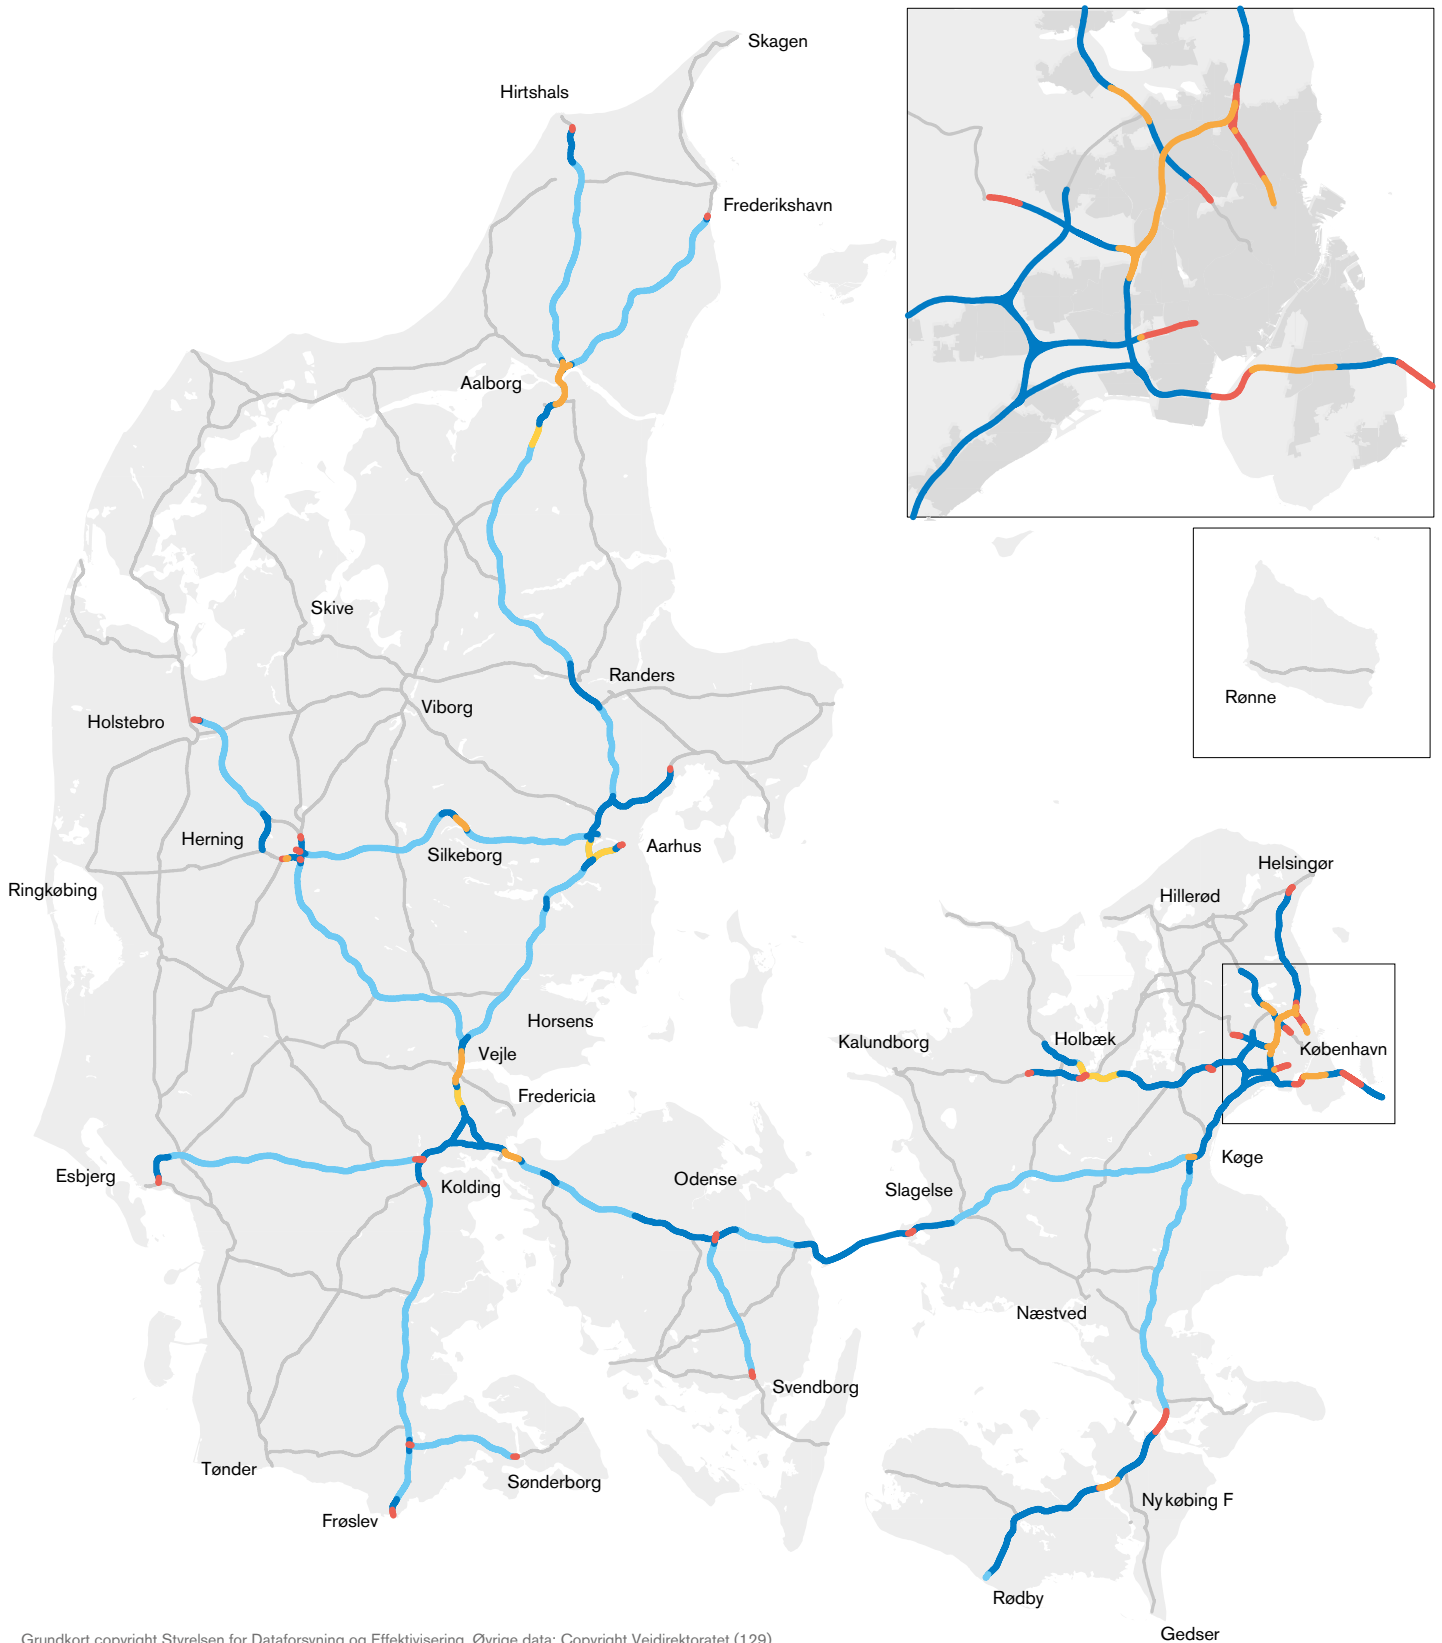 Skagen
Hirtshals
Frederikshavn
Aalborg
Skive
Randers
Viborg
Holstebro
Rønne
Herning
Silkeborg
Aarhus
Ringkøbing
Helsingør
Hillerød
Horsens
Kalundborg
Holbæk
København
Vejle
Fredericia
Køge
Esbjerg
Kolding
Odense
Slagelse
Næstved
Svendborg
Tønder
Sønderborg
Nykøbing F
Frøslev
Rødby
Gedser
Grundkort copyright Styrelsen for Dataforsyning og Effektivisering. Øvrige data: Copyright Vejdirektoratet (129)